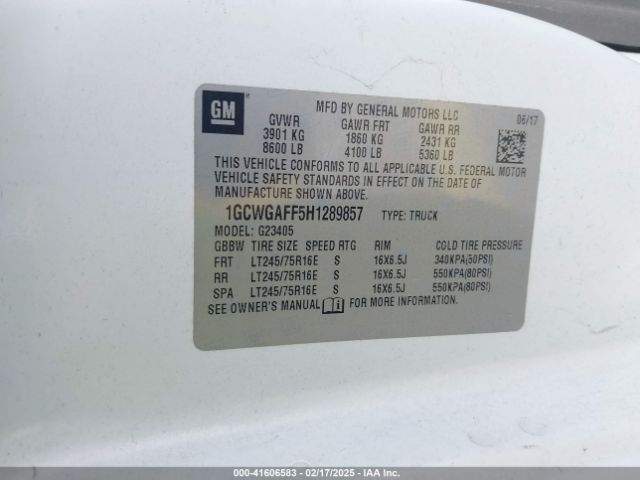 GM
MFD BY GENERAL MOTORS LLC 06/17
GVWR GAWR FRT GAWR RR
3901 KG 1860 KG 2431 KG
8600 LB 4100 LB 5360 LB
THIS VEHICLE CONFORMS TO ALL APPLICABLE U.S. FEDERAL MOTOR
VEHICLE SAFETY STANDARDS IN EFFECT ON THE DATE OF
MANUFACTURE SHOWN ABOVE.
1GCWGAFF5H1289857 TYPE: TRUCK
MODEL: G23405
GBBW TIRE SIZE SPEED RTG RIM COLD TIRE PRESSURE
FRT LT245/75R16E S 16X6.5J 340KPA(50PSI)
RR LT245/75R16E S 16X6.5J 550KPA(80PSI)
SPA LT245/75R16E S 16X6.5J 550KPA(80PSI)
SEE OWNER'S MANUAL i FOR MORE INFORMATION.
000-41606583 - 02/17/2025 - IAA Inc.